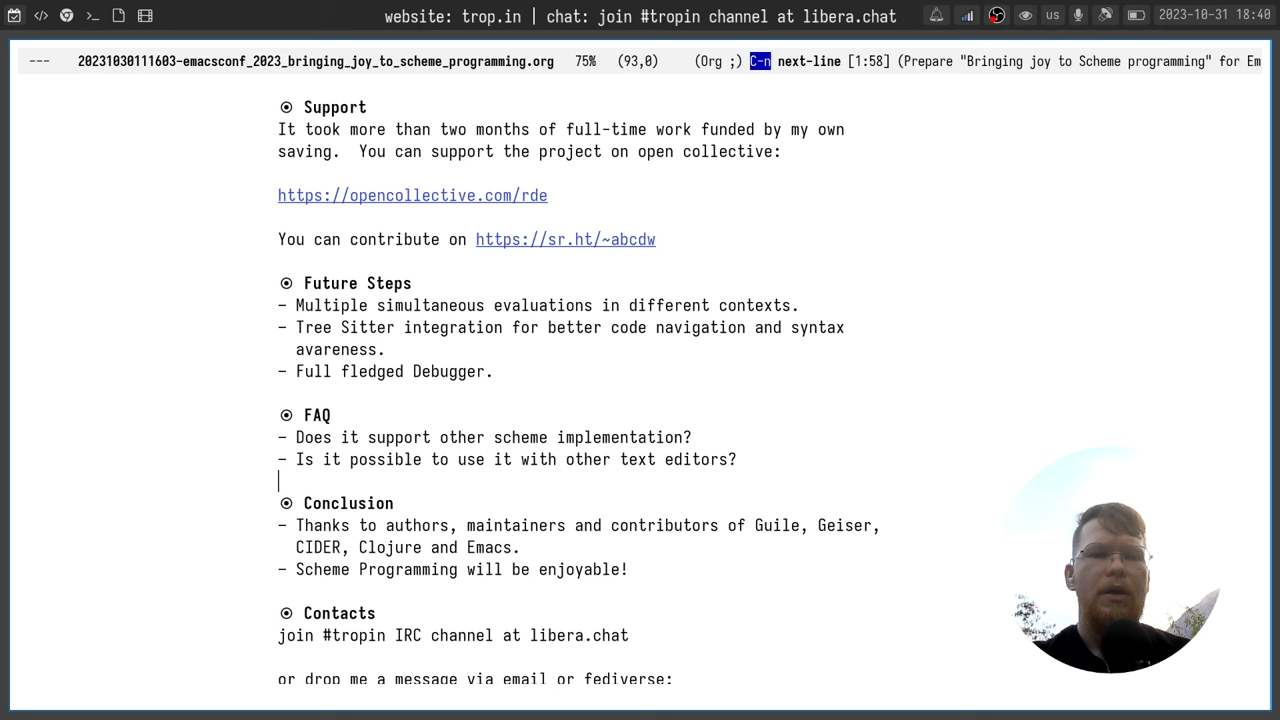 website: trop.in | chat: join #tropin channel at libera.chat
us
2023-10-31 18:40
--- 20231030111603-emacsconf_2023_bringing_joy_to_scheme_programming.org 75% (93,0) (Org ;) C-n next-line [1:58] (Prepare "Bringing joy to Scheme programming" for Em
Support
It took more than two months of full-time work funded by my own
saving. You can support the project on open collective:
https://opencollective.com/rde
You can contribute on https://sr.ht/~abcdw
Future Steps
- Multiple simultaneous evaluations in different contexts.
- Tree Sitter integration for better code navigation and syntax
avareness.
- Full fledged Debugger.
FAQ
- Does it support other scheme implementation?
- Is it possible to use it with other text editors?
Conclusion
- Thanks to authors, maintainers and contributors of Guile, Geiser,
CIDER, Clojure and Emacs.
- Scheme Programming will be enjoyable!
Contacts
join #tropin IRC channel at libera.chat
or drop me a message via email or fediverse: